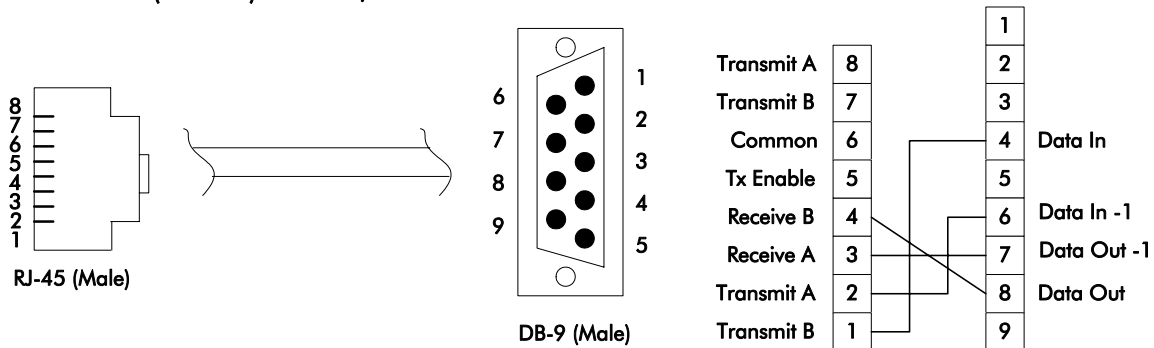 8
7
6
5
4
3
2
1
RJ-45 (Male)
6
7
8
9
1
2
3
4
5
DB-9 (Male)
Transmit A 8
Transmit B 7
Common 6
Tx Enable 5
Receive B 4
Receive A 3
Transmit A 2
Transmit B 1
1
2
3
4 Data In
5
6 Data In -1
7 Data Out -1
8 Data Out
9